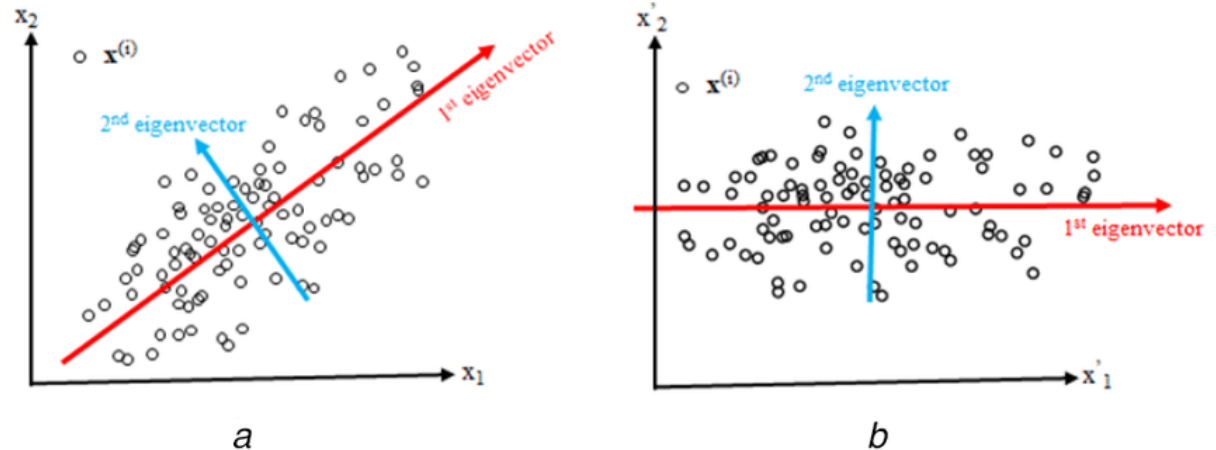 x₂
x⁽ⁱ⁾
2ⁿᵈ eigenvector
1ˢᵗ eigenvector
x₁
a
x'₂
x⁽ⁱ⁾
2ⁿᵈ eigenvector
1ˢᵗ eigenvector
x'₁
b